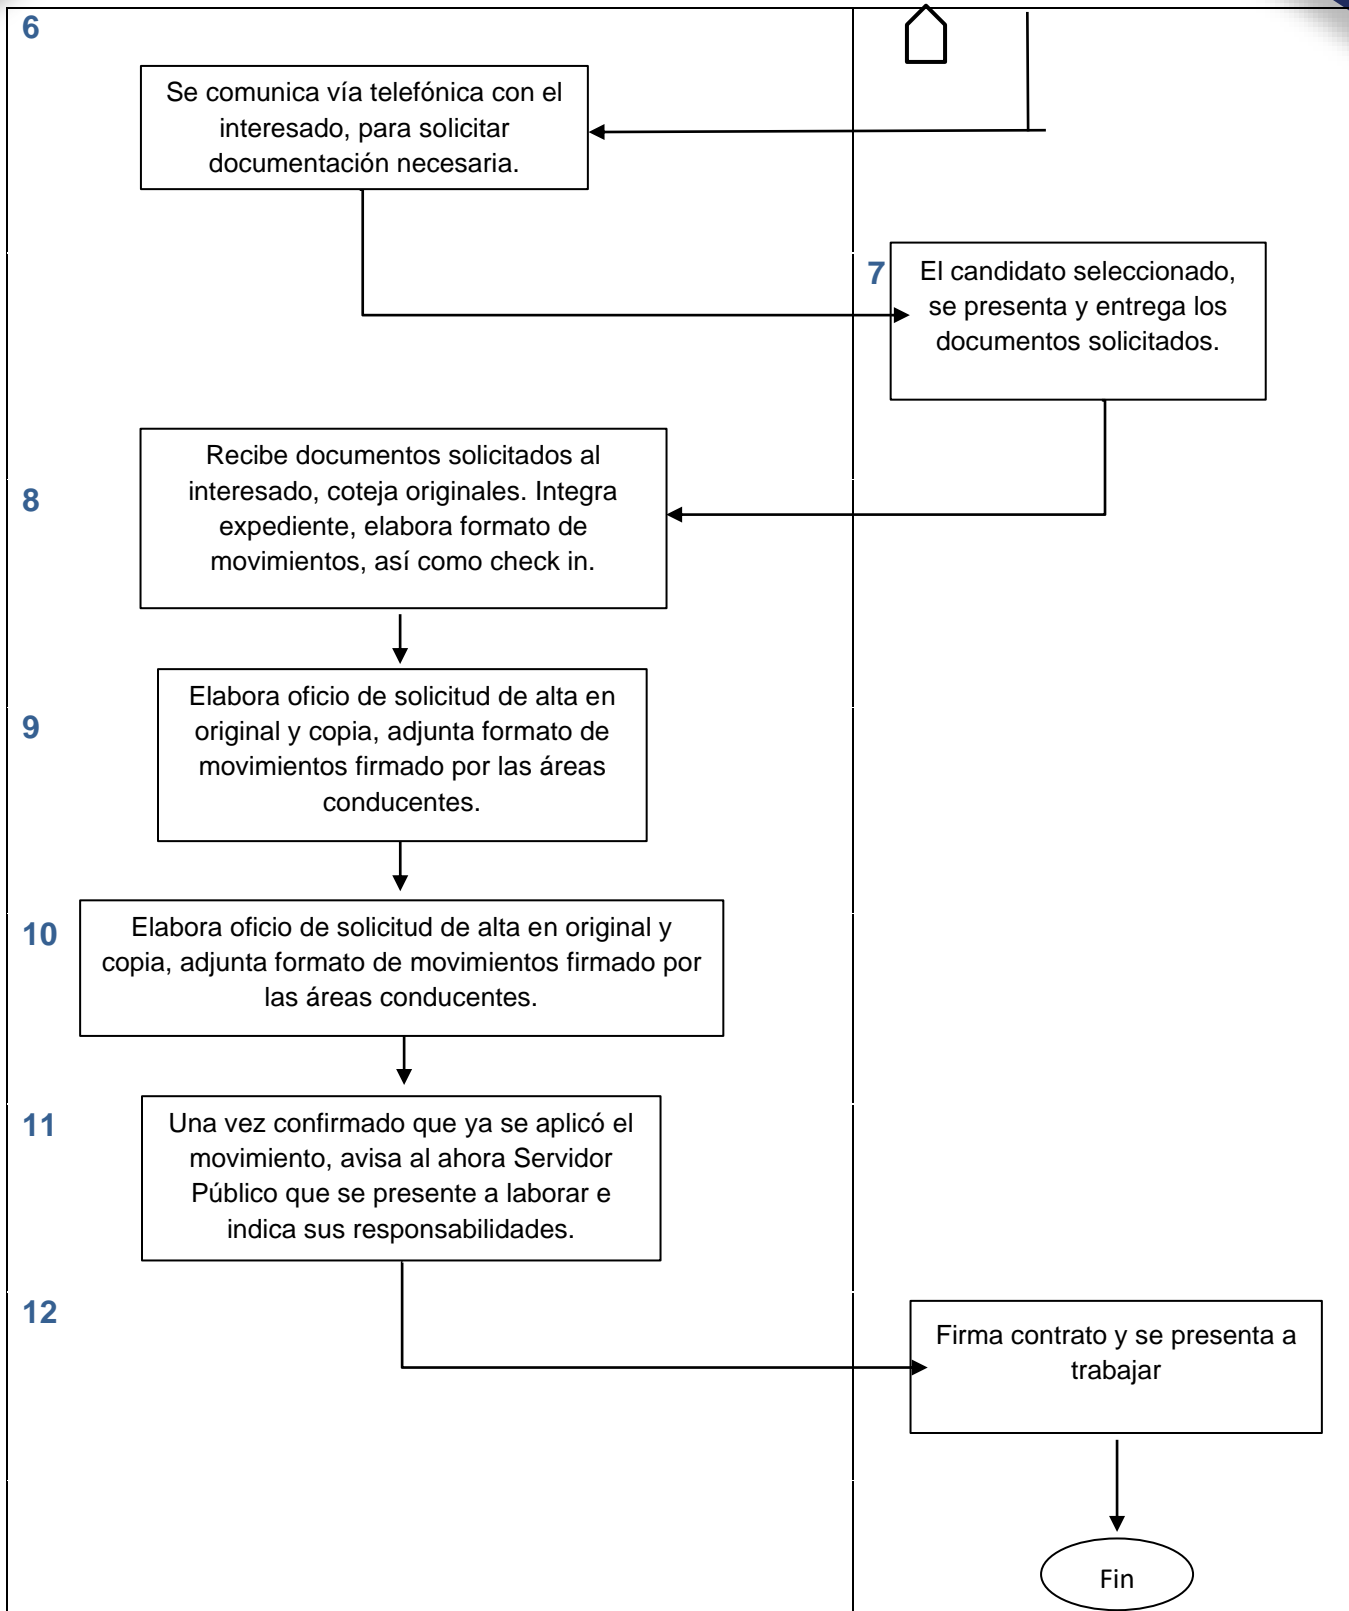 6
Se comunica vía telefónica con el
interesado, para solicitar
documentación necesaria.
7
El candidato seleccionado,
se presenta y entrega los
documentos solicitados.
8
Recibe documentos solicitados al
interesado, coteja originales. Integra
expediente, elabora formato de
movimientos, así como check in.
9
Elabora oficio de solicitud de alta en
original y copia, adjunta formato de
movimientos firmado por las áreas
conducentes.
10
Elabora oficio de solicitud de alta en original y
copia, adjunta formato de movimientos firmado por
las áreas conducentes.
11
Una vez confirmado que ya se aplicó el
movimiento, avisa al ahora Servidor
Público que se presente a laborar e
indica sus responsabilidades.
12
Firma contrato y se presenta a
trabajar
Fin